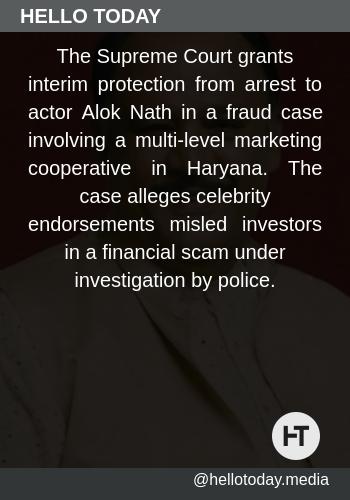 HELLO TODAY
The Supreme Court grants
interim protection from arrest to
actor Alok Nath in a fraud case
involving a multi-level marketing
cooperative in Haryana. The
case alleges celebrity
endorsements misled investors
in a financial scam under
investigation by police.
HT
@hellotoday.media